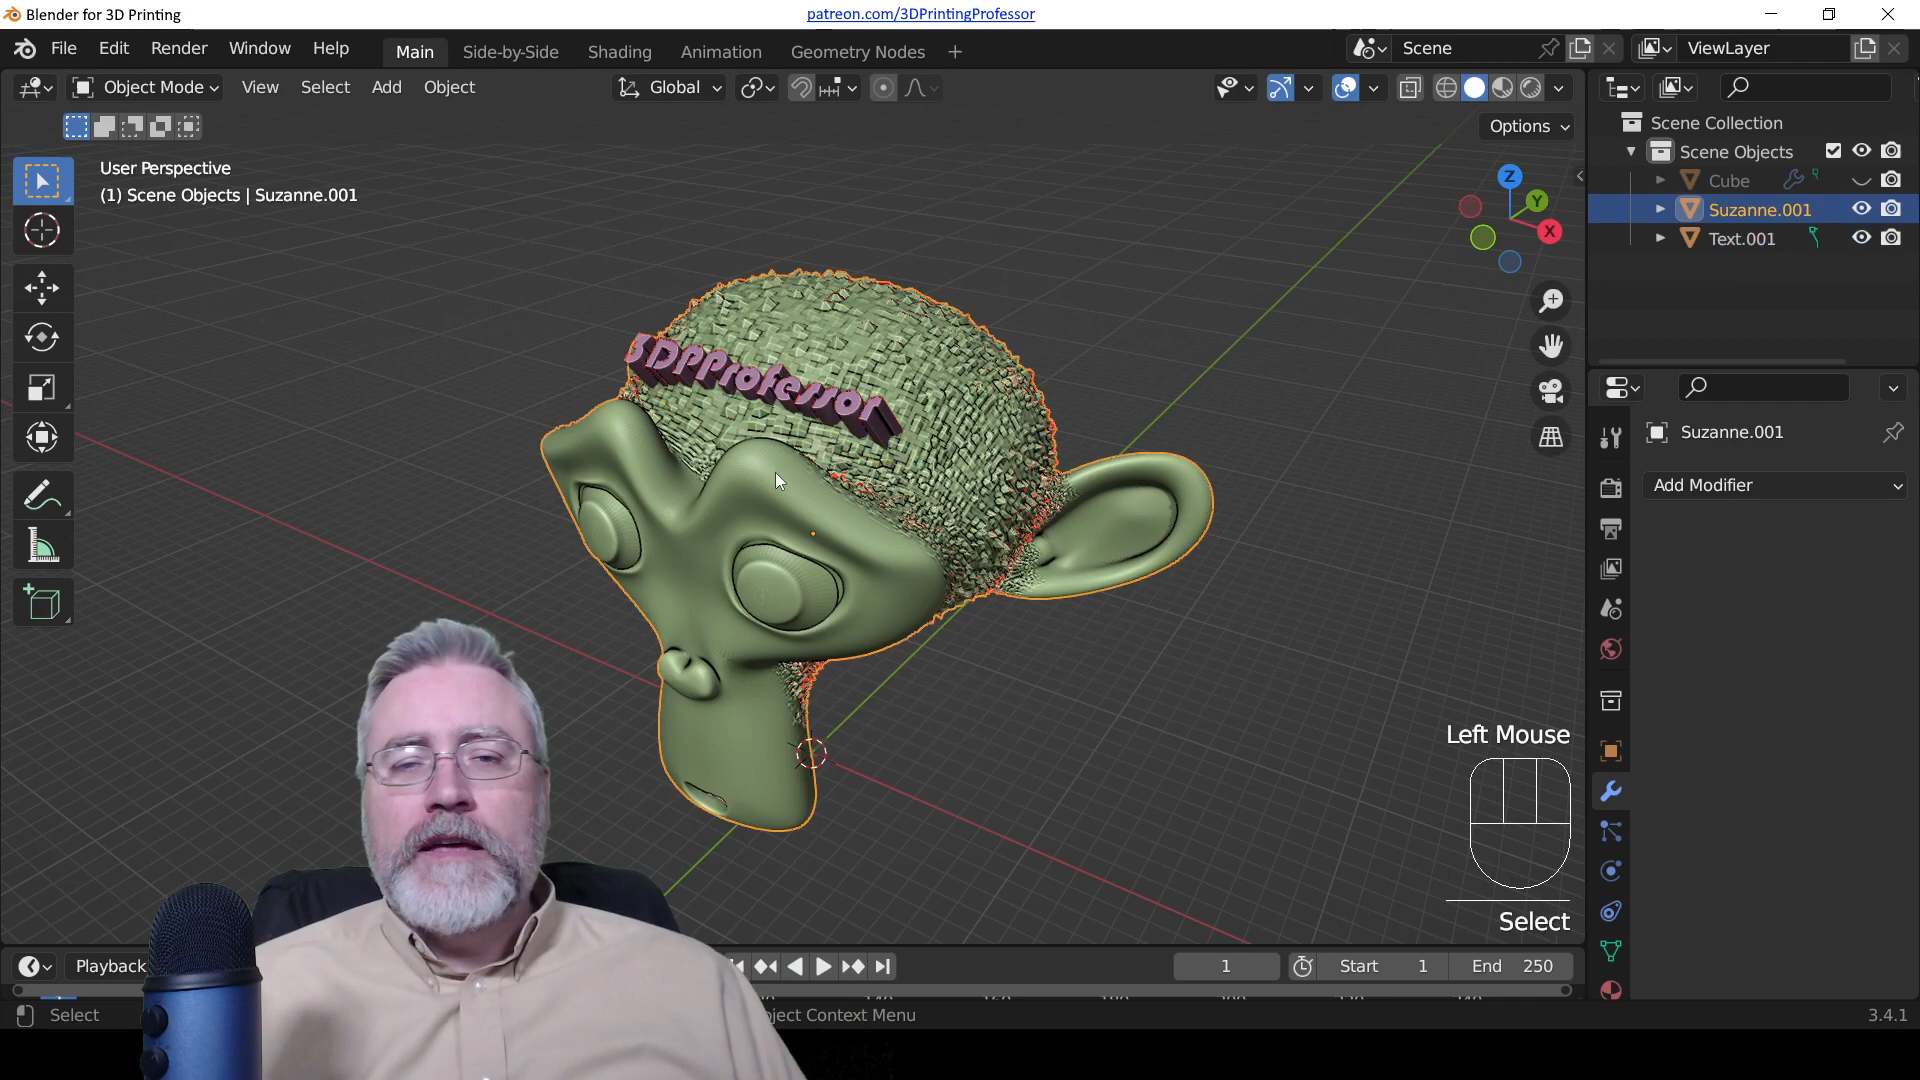 Blender for 3D Printing
patreon.com/3DPrintingProfessor
File Edit Render Window Help
Main Side-by-Side Shading Animation Geometry Nodes +
Scene
ViewLayer
Object Mode View Select Add Object
Global
Options
User Perspective
(1) Scene Objects | Suzanne.001
Z
Y
X
3DPProfessor
Scene Collection
Scene Objects
Cube
Suzanne.001
Text.001
Suzanne.001
Add Modifier
Left Mouse
Select
Playback
1
Start 1
End 250
Select
ject Context Menu
3.4.1